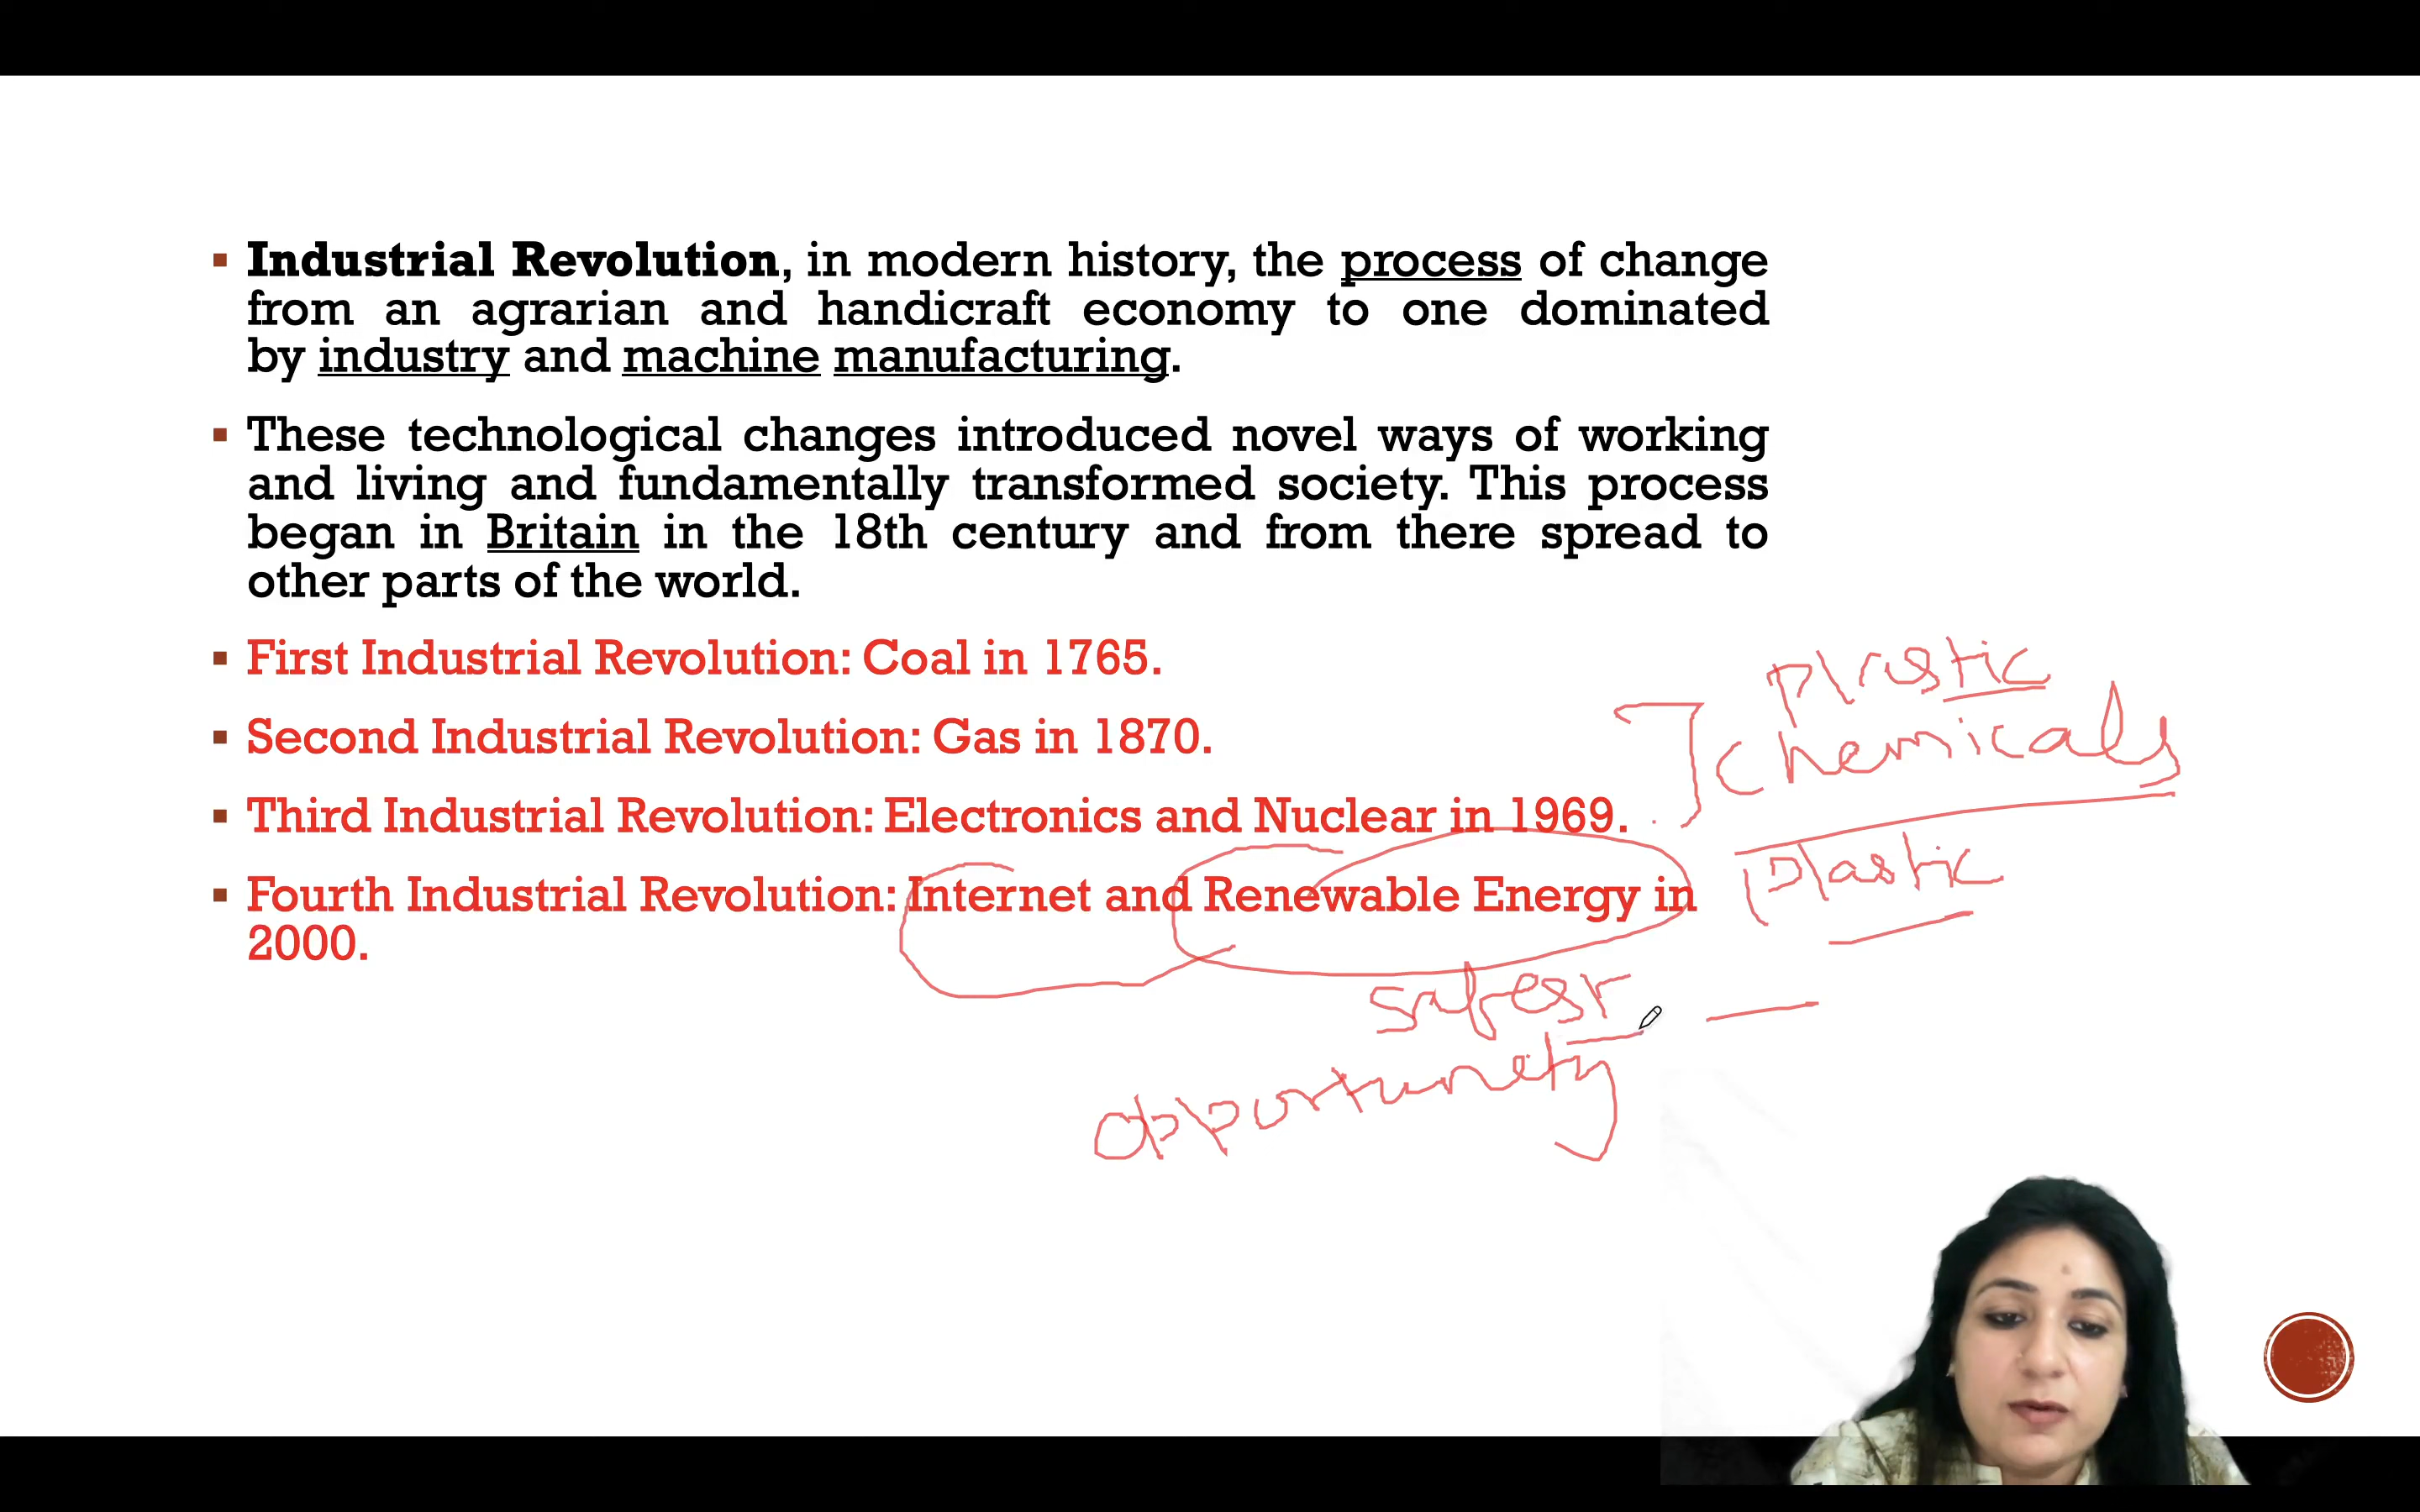 Industrial Revolution, in modern history, the process of change
from an agrarian and handicraft economy to one dominated
by industry and machine manufacturing.
These technological changes introduced novel ways of working
and living and fundamentally transformed society. This process
began in Britain in the 18th century and from there spread to
other parts of the world.
First Industrial Revolution: Coal in 1765.
Second Industrial Revolution: Gas in 1870.
Third Industrial Revolution: Electronics and Nuclear in 1969.
Fourth Industrial Revolution: Internet and Renewable Energy in
2000.
plastic
chemicals
plastic
safest
opportunity